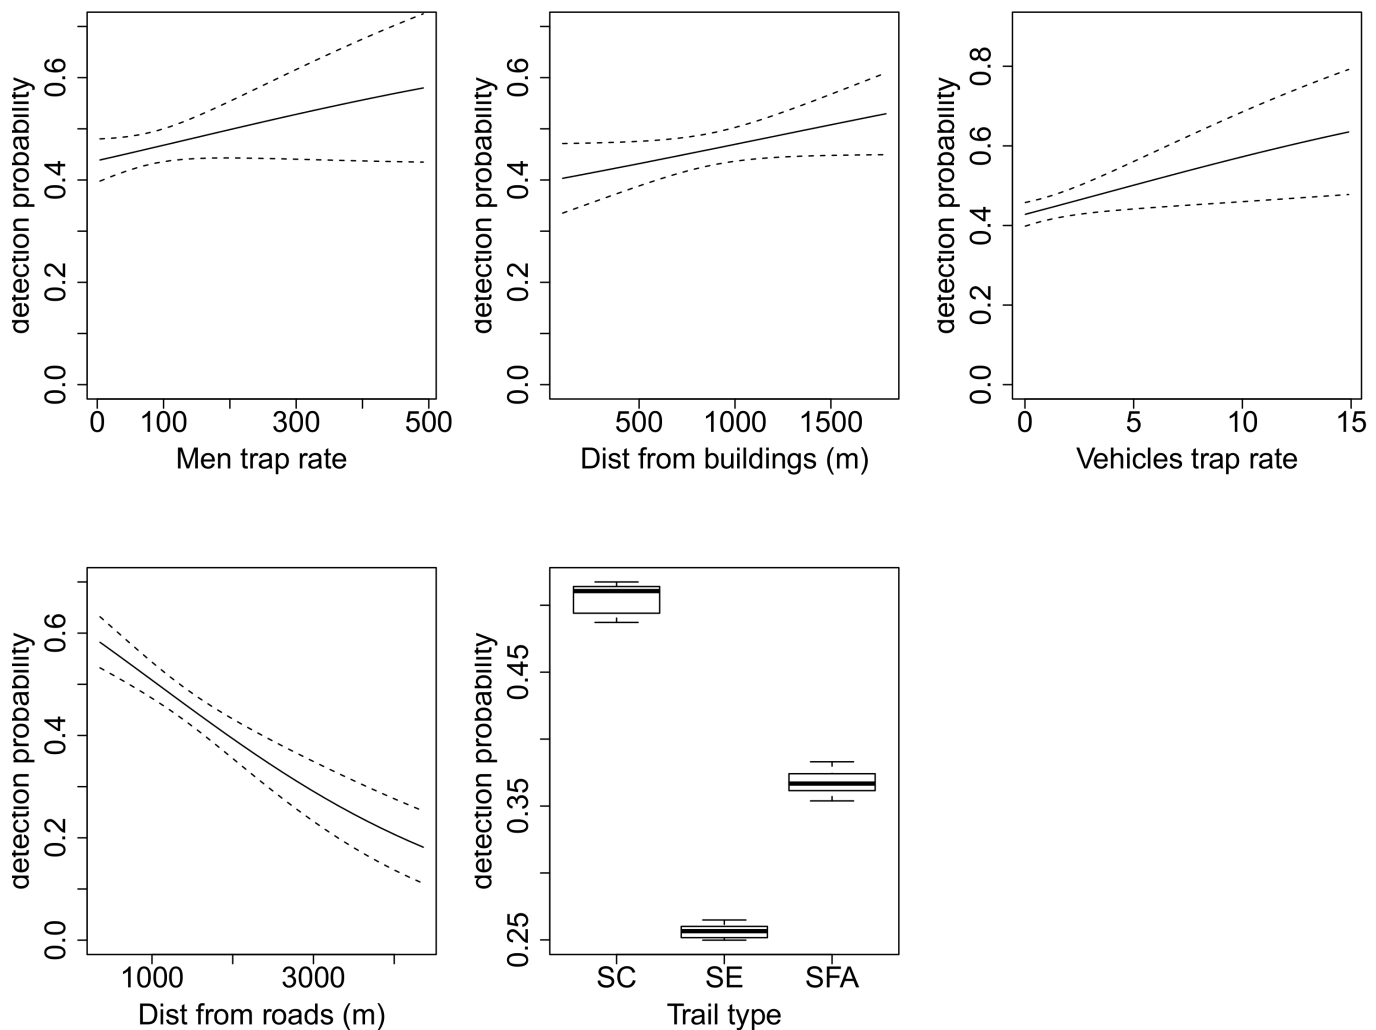 detection probability
0.0 0.2 0.4 0.6
0 100 300 500
Men trap rate
detection probability
0.0 0.2 0.4 0.6
500 1000 1500
Dist from buildings (m)
detection probability
0.0 0.2 0.4 0.6 0.8
0 5 10 15
Vehicles trap rate
detection probability
0.0 0.2 0.4 0.6
1000 3000
Dist from roads (m)
detection probability
0.25 0.35 0.45
SC SE SFA
Trail type